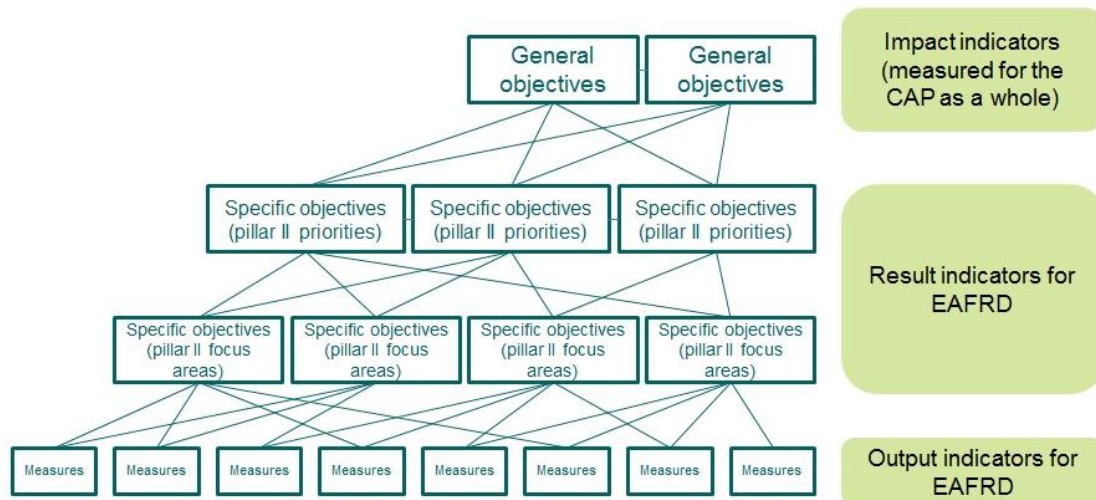 General
objectives
General
objectives
Impact indicators
(measured for the
CAP as a whole)
Specific objectives
(pillar II priorities)
Specific objectives
(pillar II priorities)
Specific objectives
(pillar II priorities)
Result indicators for
EAFRD
Specific objectives
(pillar II focus
areas)
Specific objectives
(pillar II focus
areas)
Specific objectives
(pillar II focus
areas)
Specific objectives
(pillar II focus
areas)
Measures
Measures
Measures
Measures
Measures
Measures
Measures
Measures
Output indicators for
EAFRD